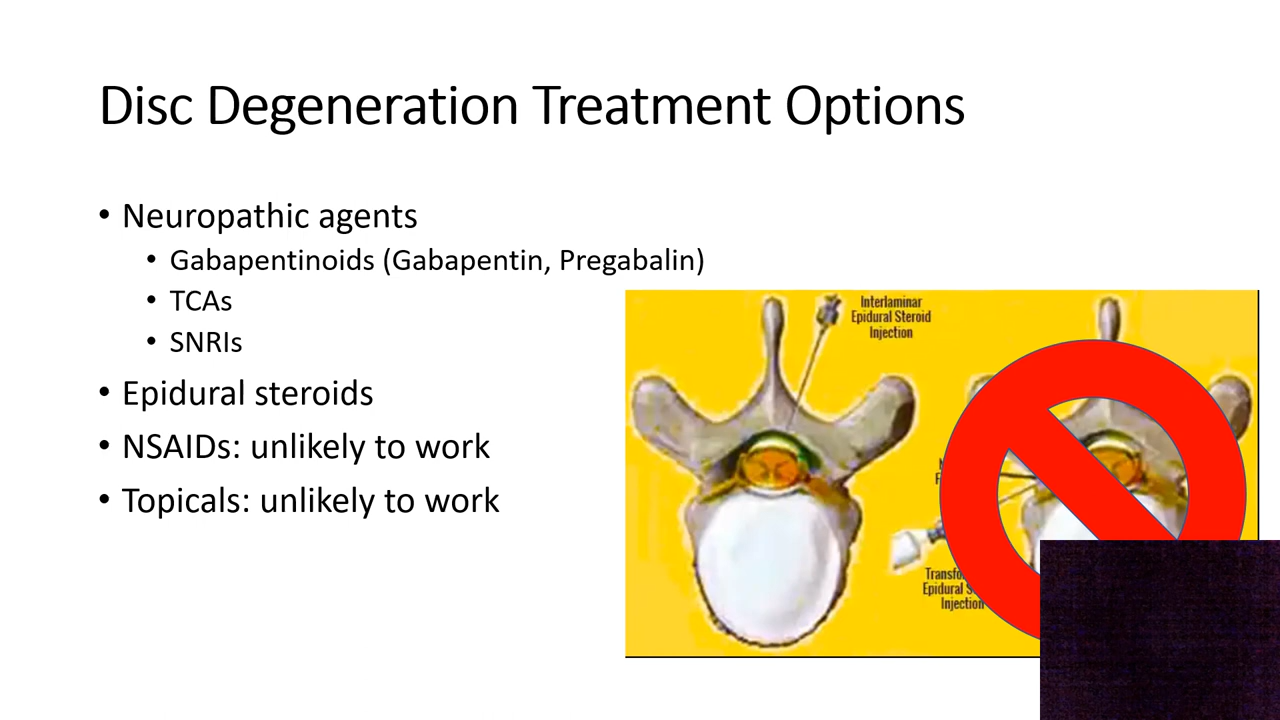 Disc Degeneration Treatment Options
• Neuropathic agents
• Gabapentinoids (Gabapentin, Pregabalin)
• TCAs
• SNRIs
• Epidural steroids
• NSAIDs: unlikely to work
• Topicals: unlikely to work
Interlaminar
Epidural Steroid
Injection
Epidural
Injection